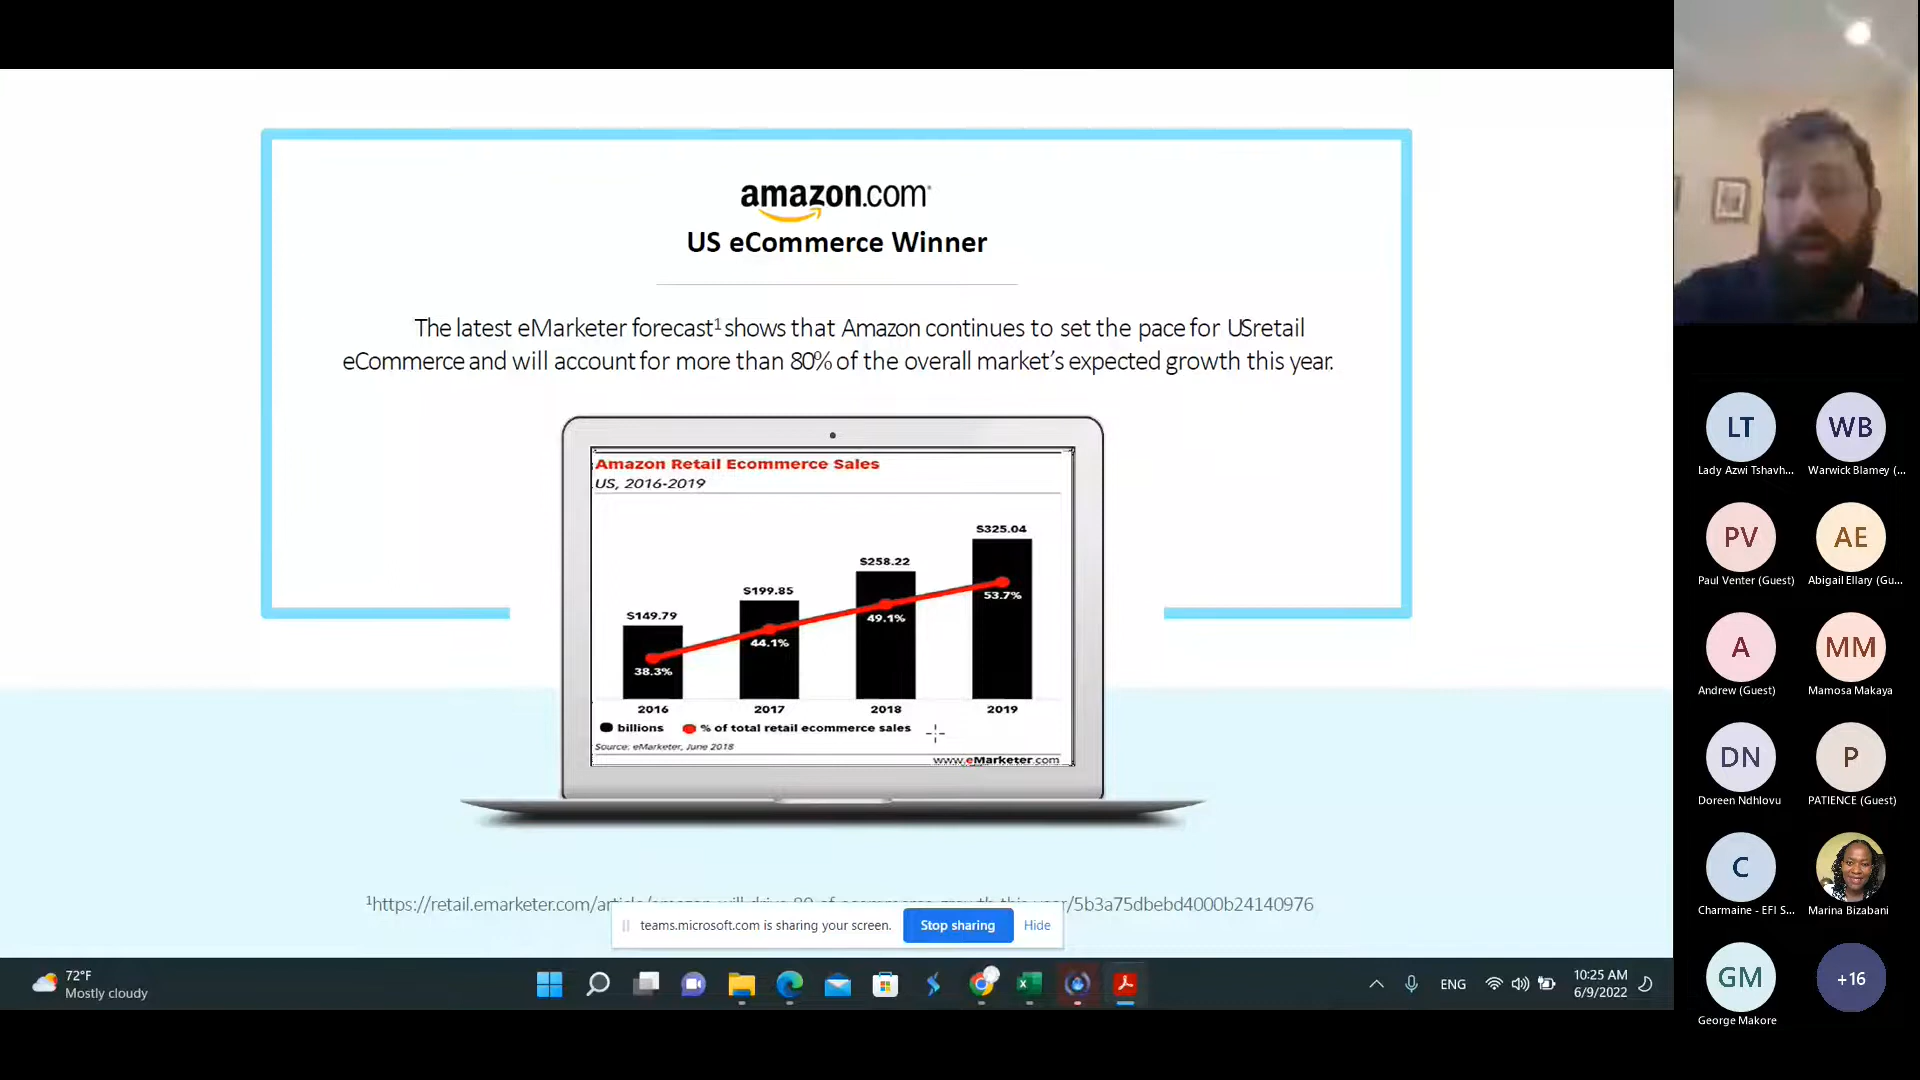 amazon.com
US eCommerce Winner
The latest eMarketer forecast¹ shows that Amazon continues to set the pace for USretail
eCommerce and will account for more than 80% of the overall market's expected growth this year.
Amazon Retail Ecommerce Sales
US, 2016-2019
$325.04
$258.22
$199.85
$149.79
53.7%
49.1%
44.1%
38.3%
2016 2017 2018 2019
billions % of total retail ecommerce sales
Source: eMarketer, June 2018
www.eMarketer.com
¹https://retail.emarketer.com/ /5b3a75dbebd4000b24140976
teams.microsoft.com is sharing your screen. Stop sharing Hide
72°F
Mostly cloudy
ENG
10:25 AM
6/9/2022
LT WB
Lady Azwi Tshavh... Warwick Blamey (...
PV AE
Paul Venter (Guest) Abigail Ellary (Gu...
A MM
Andrew (Guest) Mamosa Makaya
DN P
Doreen Ndhlovu PATIENCE (Guest)
C
Charmaine - EFI S... Marina Bizabani
GM +16
George Makore